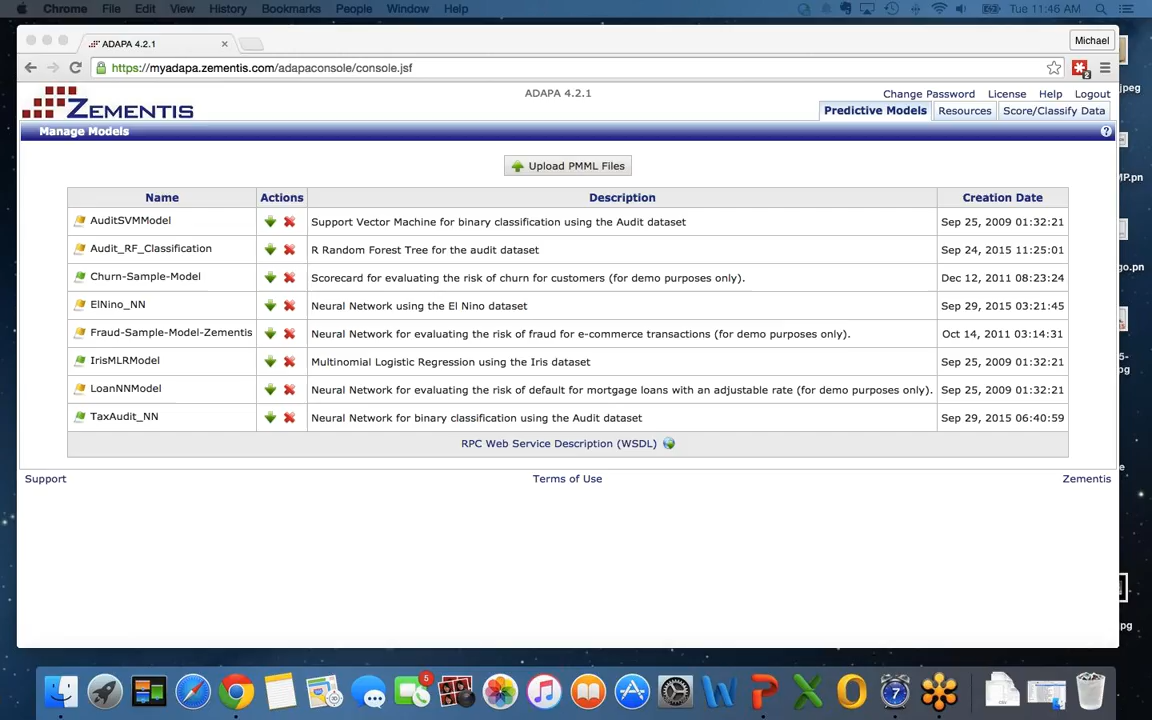 Chrome File Edit View History Bookmarks People Window Help Tue 11:46 AM
ADAPA 4.2.1
Michael
https://myadapa.zementis.com/adapaconsole/console.jsf
2
ZEMENTIS
ADAPA 4.2.1
Change Password License Help Logout
Predictive Models Resources Score/Classify Data
Manage Models
?
Upload PMML Files
Name Actions Description Creation Date
AuditSVMModel Support Vector Machine for binary classification using the Audit dataset Sep 25, 2009 01:32:21
Audit_RF_Classification R Random Forest Tree for the audit dataset Sep 24, 2015 11:25:01
Churn-Sample-Model Scorecard for evaluating the risk of churn for customers (for demo purposes only). Dec 12, 2011 08:23:24
ElNino_NN Neural Network using the El Nino dataset Sep 29, 2015 03:21:45
Fraud-Sample-Model-Zementis Neural Network for evaluating the risk of fraud for e-commerce transactions (for demo purposes only). Oct 14, 2011 03:14:31
IrisMLRModel Multinomial Logistic Regression using the Iris dataset Sep 25, 2009 01:32:21
LoanNNModel Neural Network for evaluating the risk of default for mortgage loans with an adjustable rate (for demo purposes only). Sep 25, 2009 01:32:21
TaxAudit_NN Neural Network for binary classification using the Audit dataset Sep 29, 2015 06:40:59
RPC Web Service Description (WSDL)
Support Terms of Use Zementis
jpeg
MP.pn
go.pn
5-
pg
e
pg
5
7